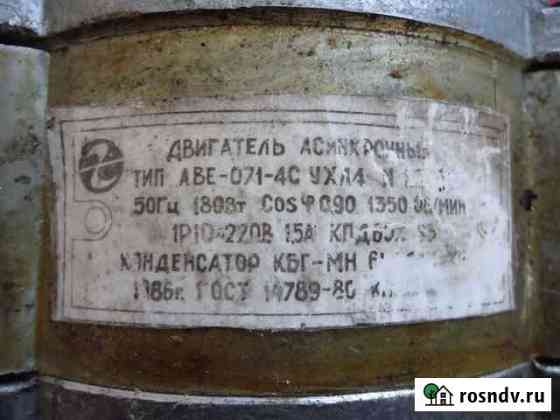 ДВИГАТЕЛЬ АСИНХРОННЫЙ
ТИП АВЕ-071-4С УХЛ4 N
50Гц 180Вт Cosφ 0,90 1350 об/мин
1Р10-220В 1,5А КПД 60%
КОНДЕНСАТОР КБГ-МН
1986г. ГОСТ 14789-80
rosndv.ru